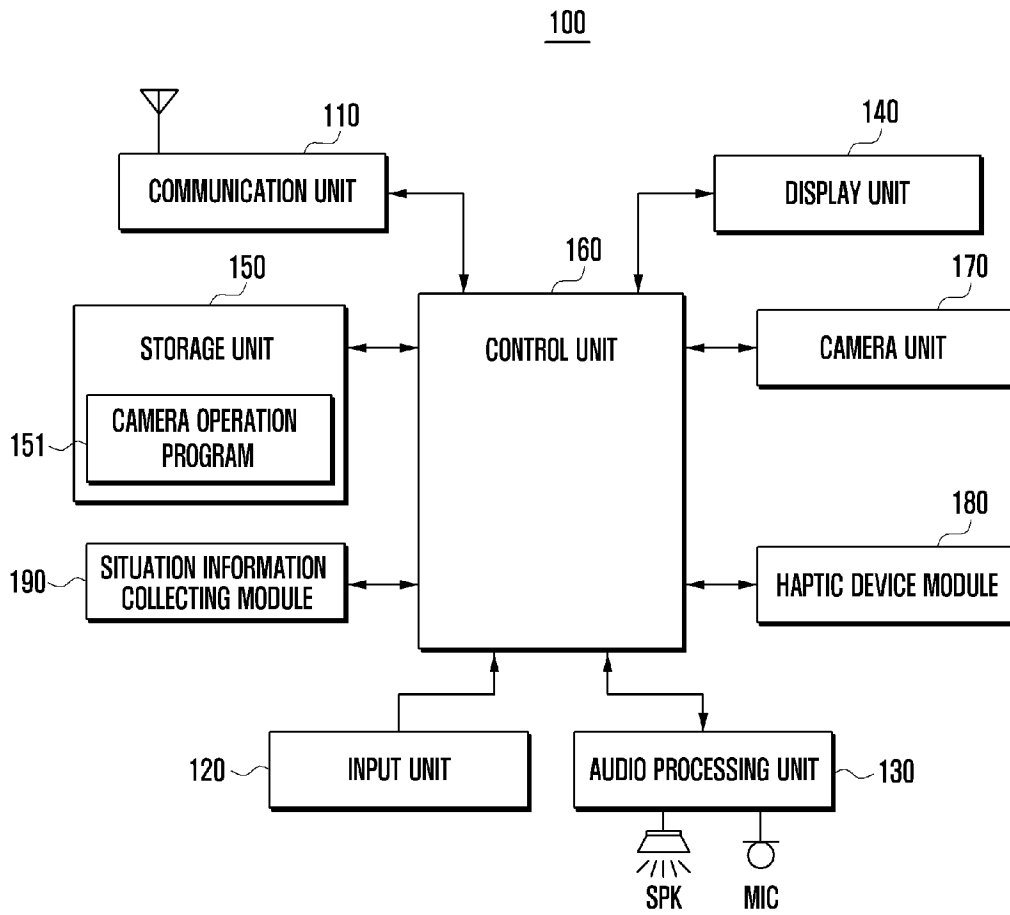 100
110
COMMUNICATION UNIT
140
DISPLAY UNIT
150
STORAGE UNIT
151
CAMERA OPERATION
PROGRAM
160
CONTROL UNIT
170
CAMERA UNIT
190
SITUATION INFORMATION
COLLECTING MODULE
180
HAPTIC DEVICE MODULE
120
INPUT UNIT
AUDIO PROCESSING UNIT
130
SPK
MIC